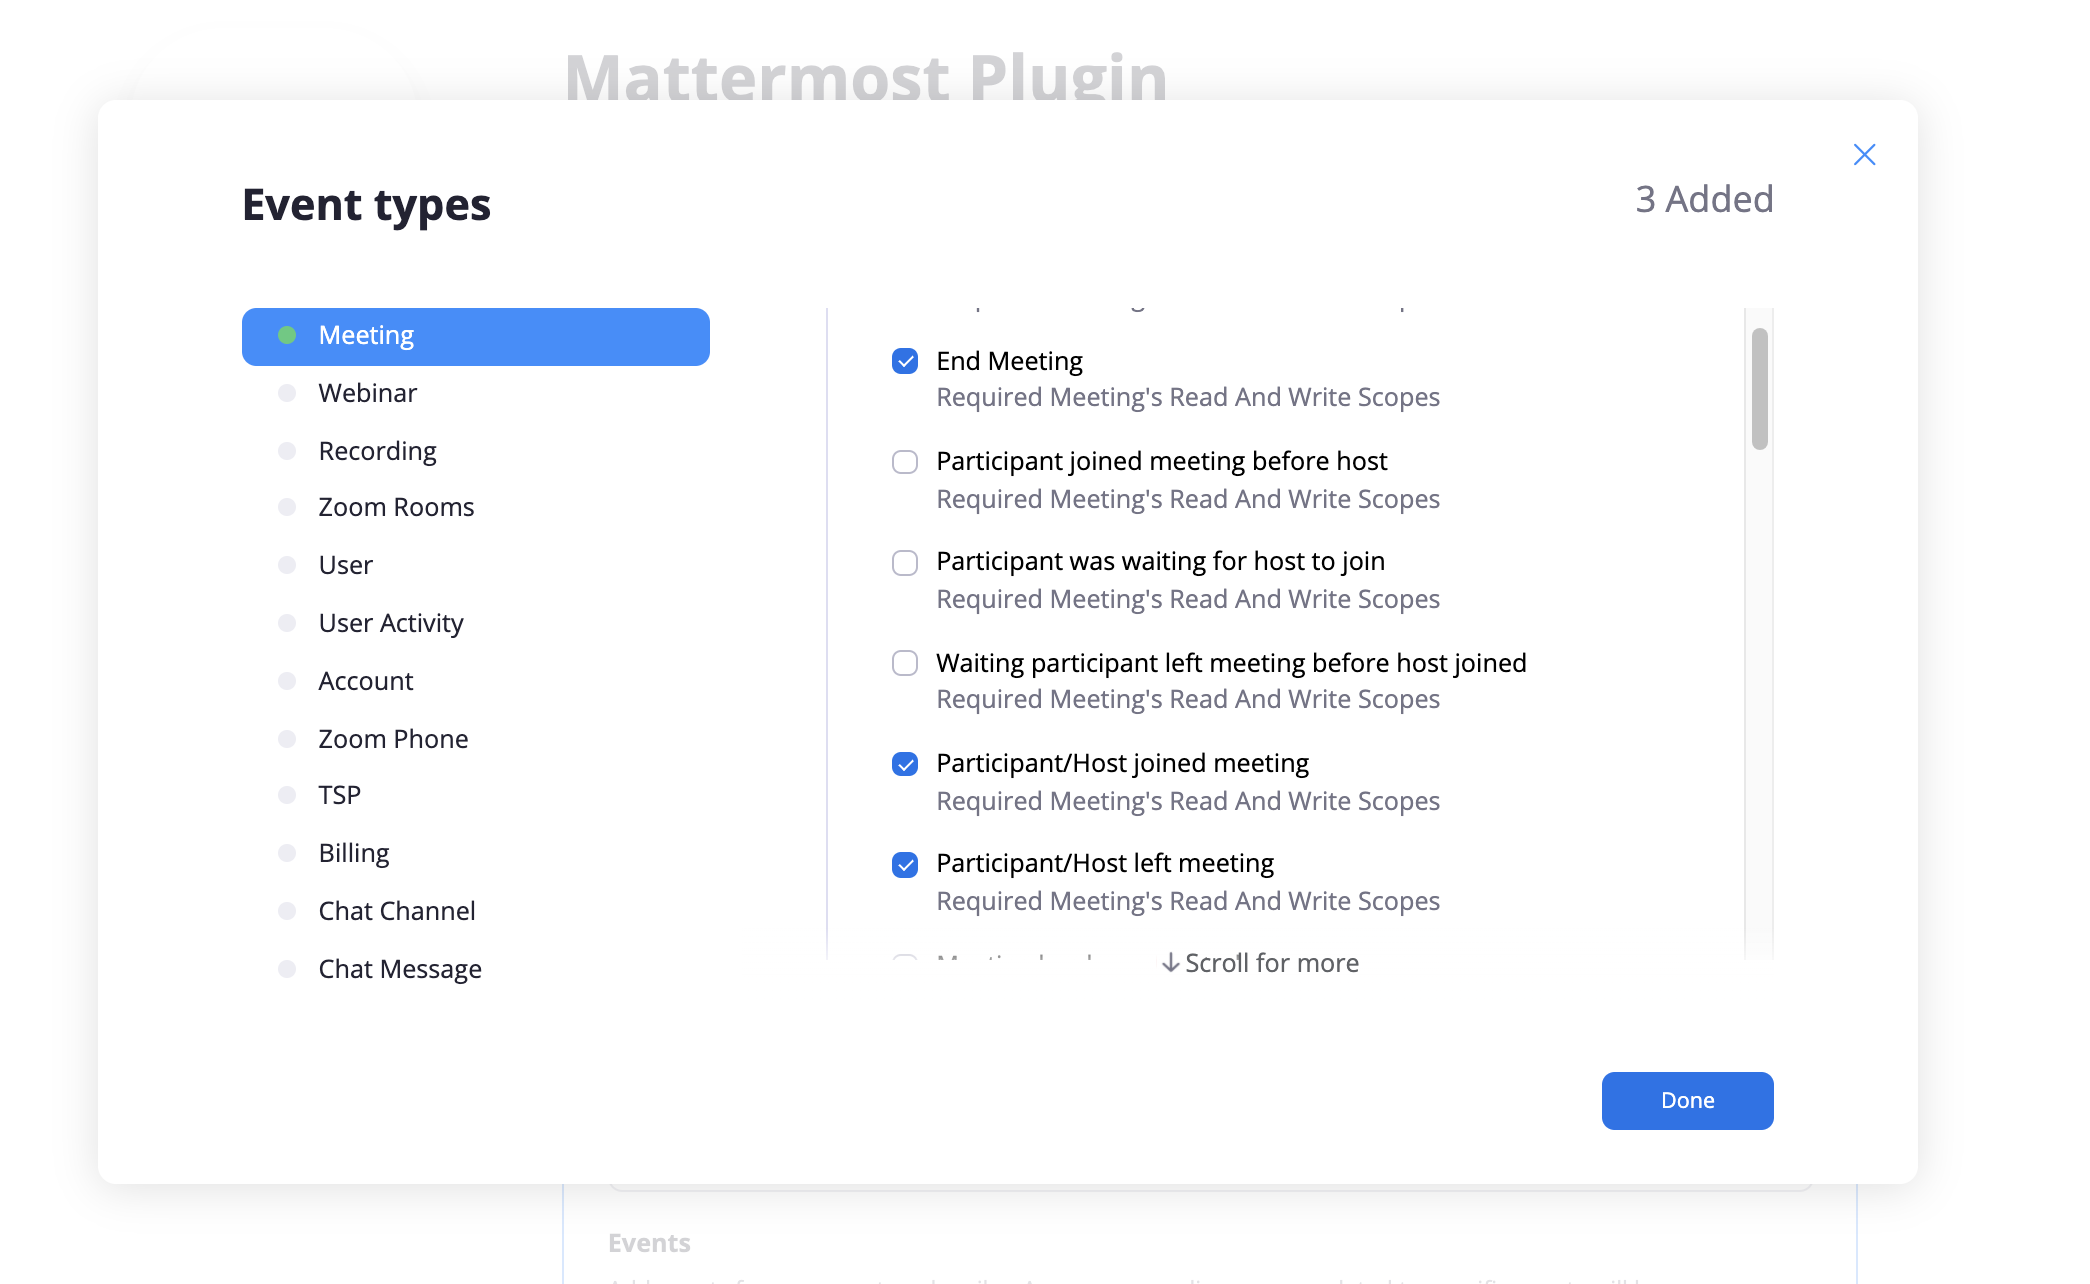 Mattermost Plugin
Event types
3 Added
Meeting
Webinar
Recording
Zoom Rooms
User
User Activity
Account
Zoom Phone
TSP
Billing
Chat Channel
Chat Message
End Meeting
Required Meeting's Read And Write Scopes
Participant joined meeting before host
Required Meeting's Read And Write Scopes
Participant was waiting for host to join
Required Meeting's Read And Write Scopes
Waiting participant left meeting before host joined
Required Meeting's Read And Write Scopes
Participant/Host joined meeting
Required Meeting's Read And Write Scopes
Participant/Host left meeting
Required Meeting's Read And Write Scopes
Scroll for more
Done
Events